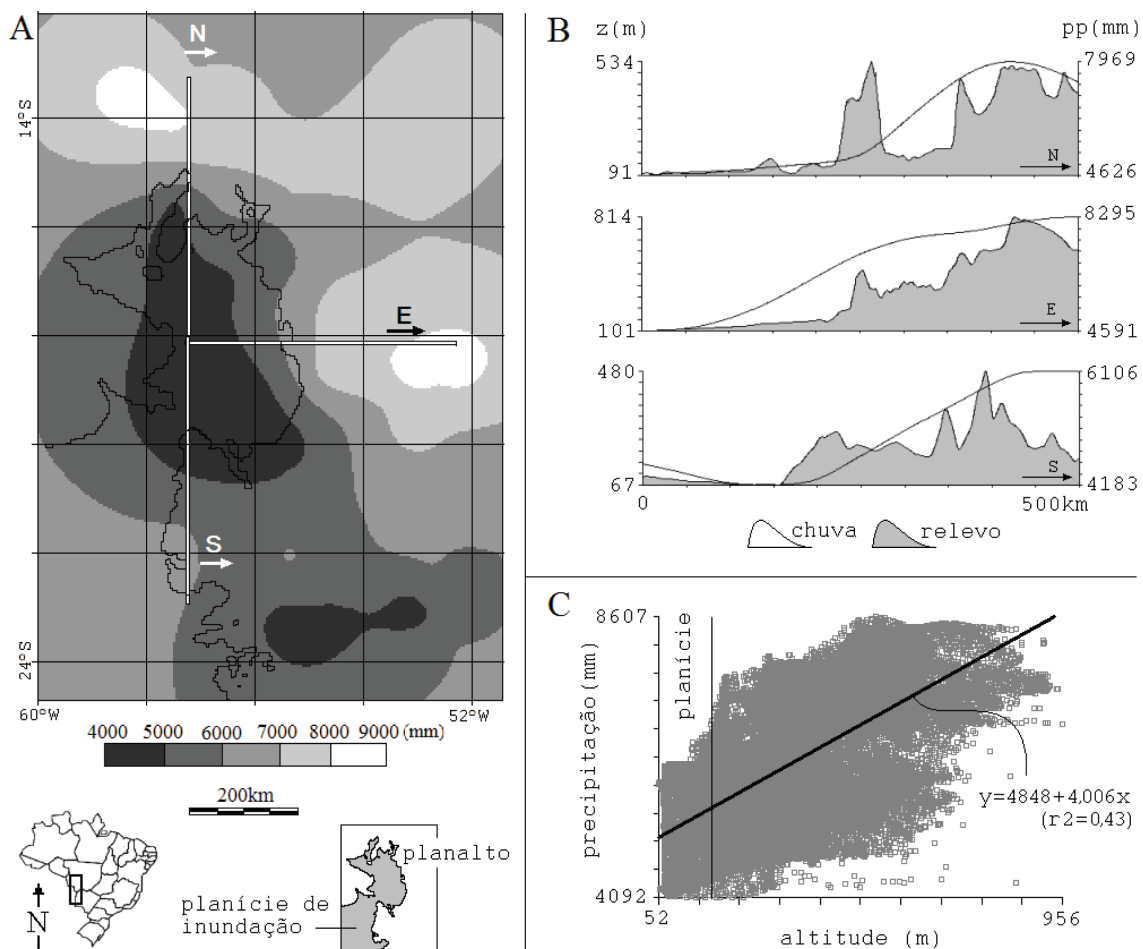 A
N
14°S
E
S
24°S
60°W
52°W
4000 5000 6000 7000 8000 9000 (mm)
200km
N
planalto
planície de
inundação
B
z(m)
pp(mm)
534
7969
N
91
4626
814
8295
E
101
4591
480
6106
S
67
4183
0
500km
chuva
relevo
C
8607
precipitação(mm)
planície
y=4848+4,006x
(r2=0,43)
4092
52
956
altitude (m)